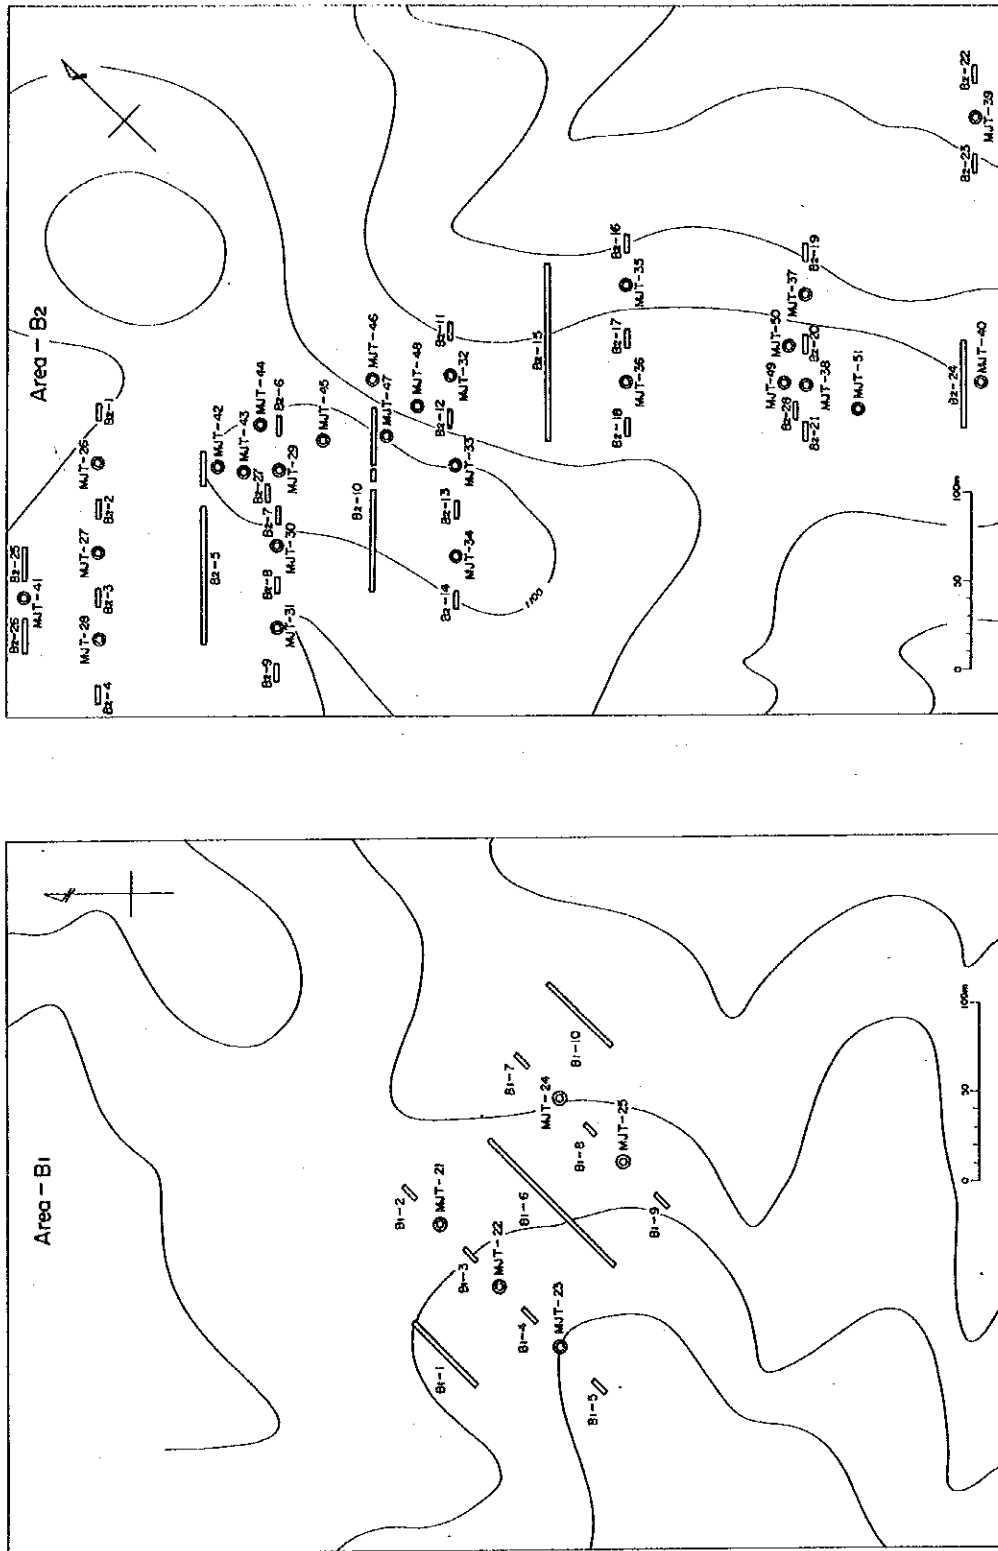 Area-B2
B2-22
MJT-39
B2-23
B2-16
MJT-35
B2-19
MJT-37
B2-15
B2-11
MJT-46
MJT-48
MJT-32
B2-17
MJT-50
B2-20
MJT-40
B2-1
MJT-44
B2-6
MJT-45
MJT-47
B2-12
MJT-36
MJT-49
MJT-38
MJT-51
B2-24
B2-28
B2-18
B2-21
MJT-26
MJT-42
MJT-43
MJT-29
B2-27
B2-10
MJT-33
B2-2
B2-7
B2-13
MJT-30
B2-25
MJT-27
B2-5
B2-8
MJT-34
MJT-41
B2-3
B2-14
1100
B2-26
MJT-28
MJT-31
B2-4
B2-9
0
50
100m
Area-B1
B1-10
B1-7
MJT-24
B1-8
MJT-25
B1-2
MJT-21
B1-6
B1-9
B1-3
MJT-22
B1-4
MJT-23
B1-1
B1-5
0
50
100m